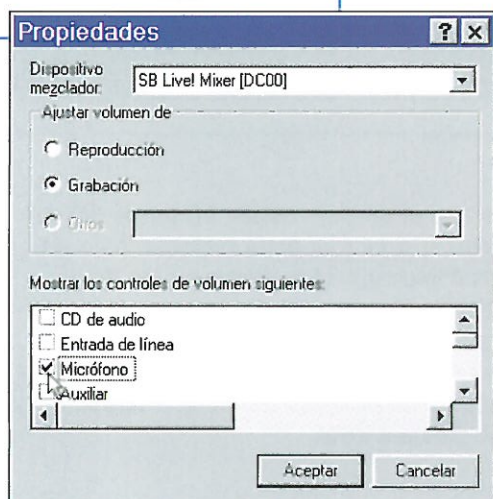 Propiedades
Dispositivo mezclador: SB Live! Mixer [DC00]
Ajustar volumen de
Reproducción
Grabación
Otros
Mostrar los controles de volumen siguientes:
CD de audio
Entrada de línea
Micrófono
Auxiliar
Aceptar Cancelar